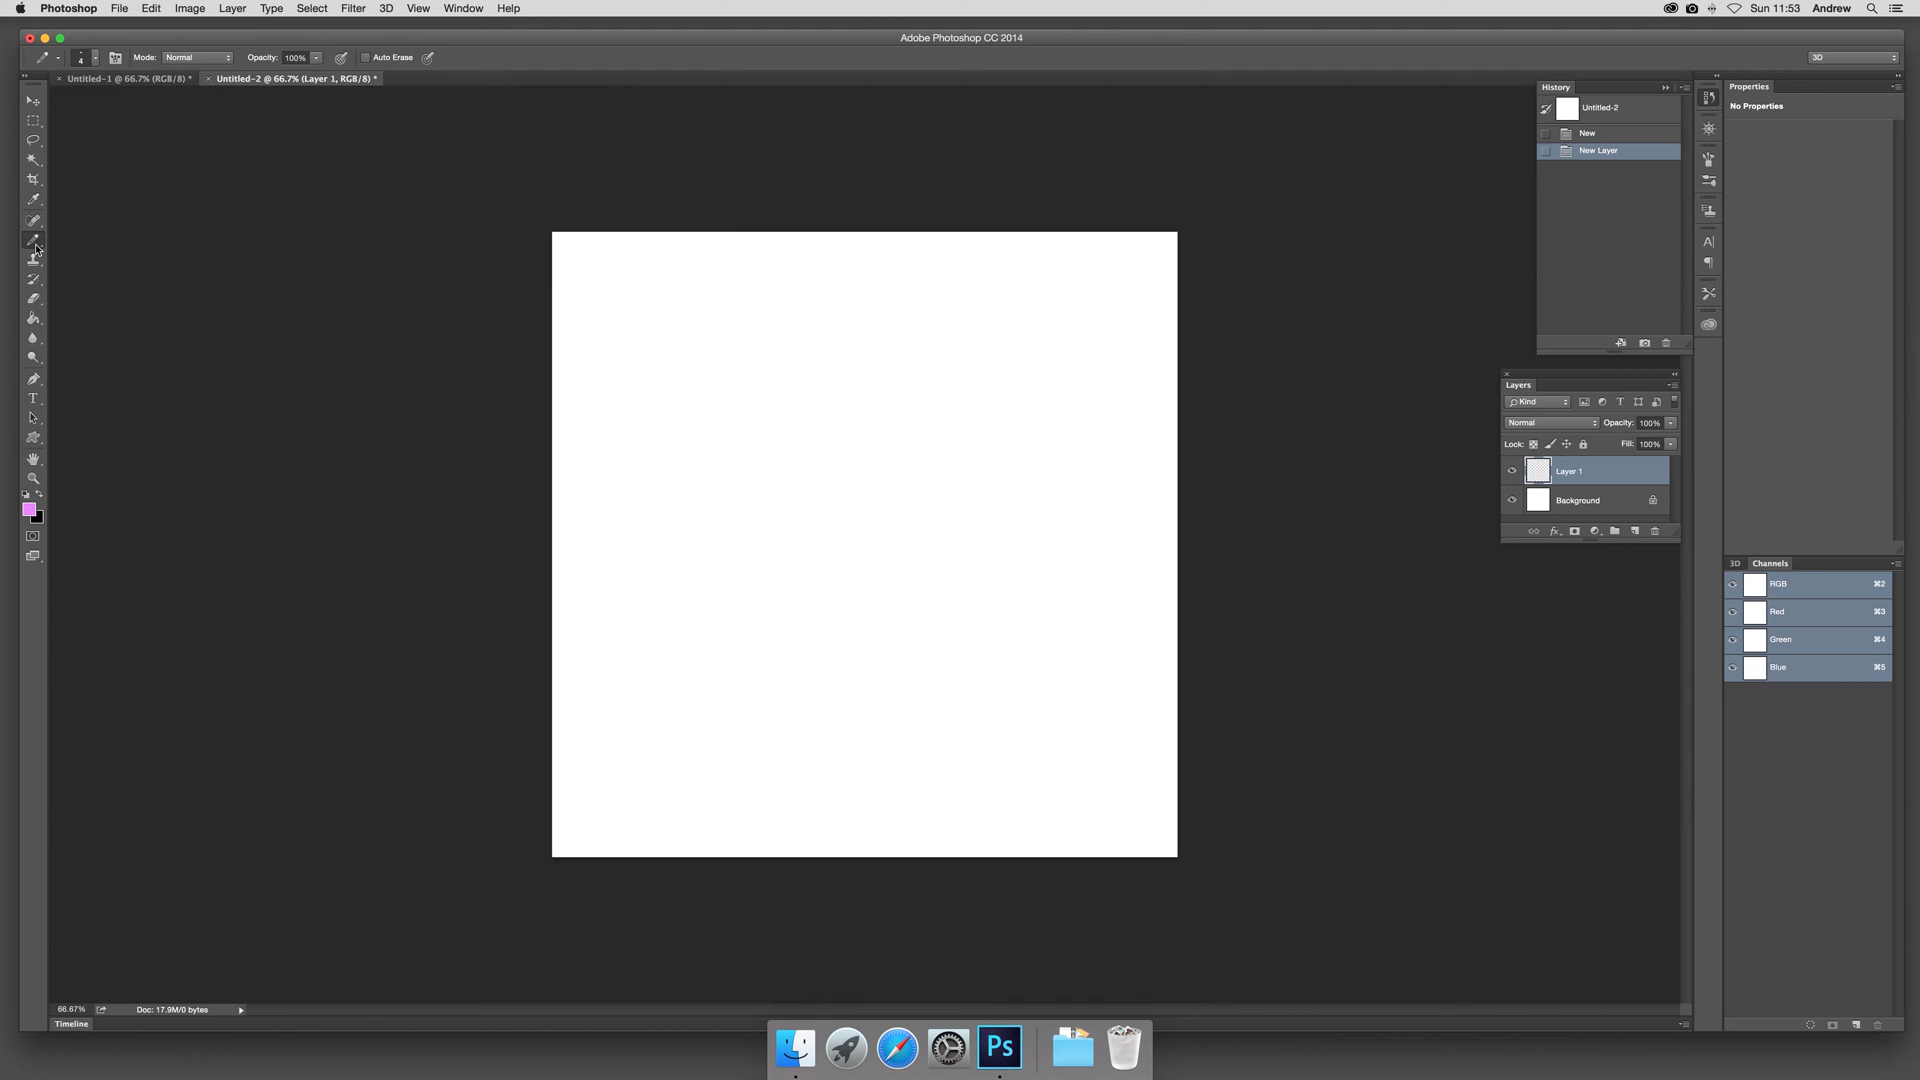 Photoshop File Edit Image Layer Type Select Filter 3D View Window Help Sun 11:53 Andrew
Adobe Photoshop CC 2014
4 Mode: Normal Opacity: 100% Auto Erase 3D
Untitled-1 @ 66.7% (RGB/8) * Untitled-2 @ 66.7% (Layer 1, RGB/8) *
History
Untitled-2
New
New Layer
Properties
No Properties
Layers
Kind
Normal Opacity: 100%
Lock: Fill: 100%
Layer 1
Background
3D Channels
RGB ⌘2
Red ⌘3
Green ⌘4
Blue ⌘5
66.67% Doc: 17.9M/0 bytes
Timeline
Ps